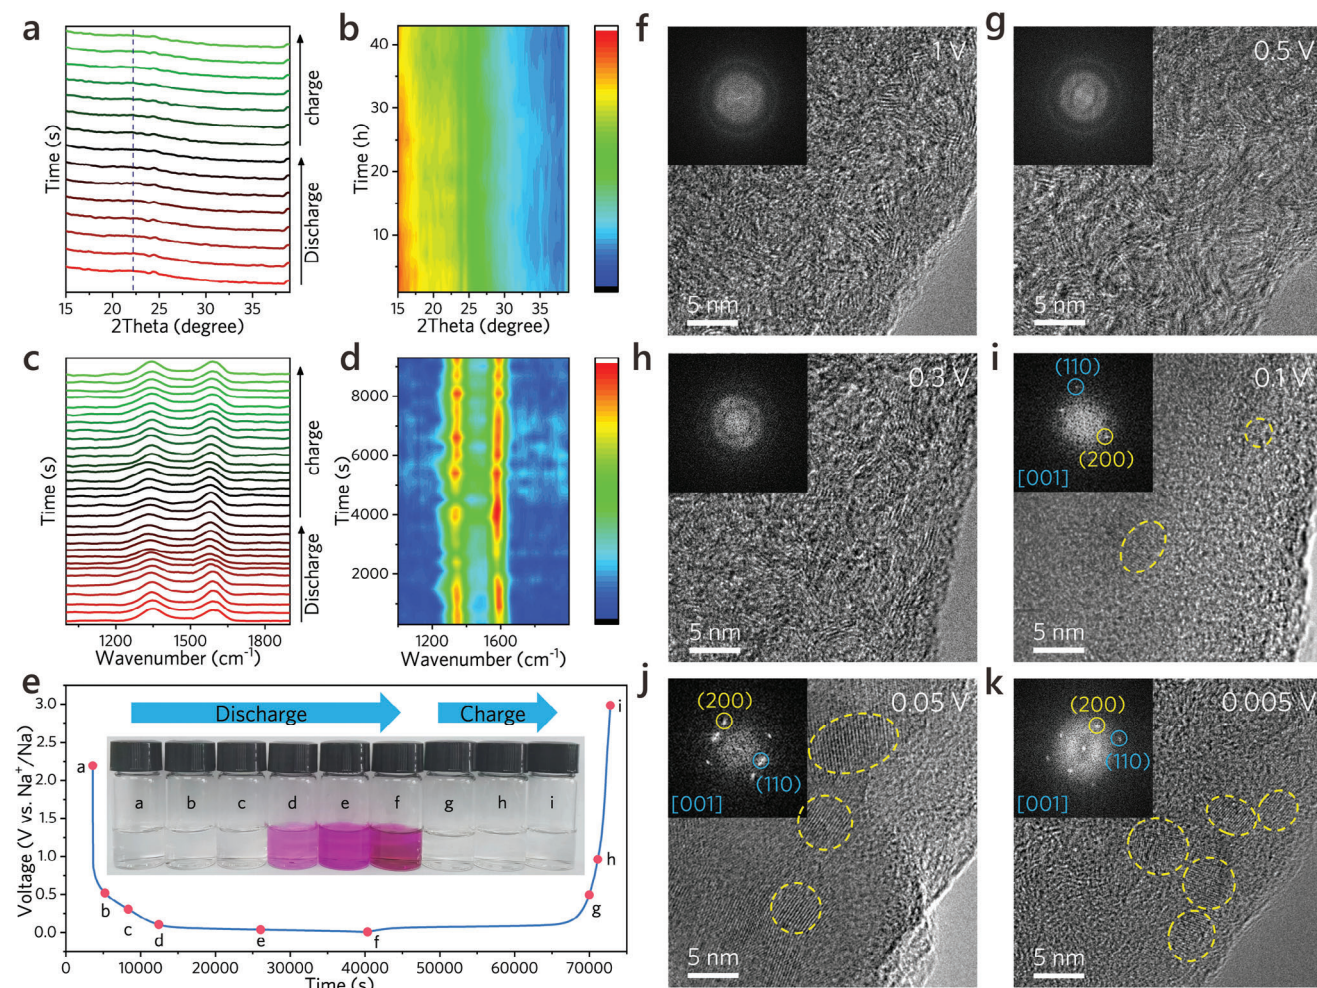 a
Time (s)
Discharge
charge
15 20 25 30 35
2Theta (degree)
b
Time (h)
40
30
20
10
15 20 25 30 35
2Theta (degree)
c
Time (s)
Discharge
charge
1200 1500 1800
Wavenumber (cm⁻¹)
d
Time (s)
8000
6000
4000
2000
1200 1600
Wavenumber (cm⁻¹)
e
Voltage (V vs. Na⁺/Na)
3.0
2.5
2.0
1.5
1.0
0.5
0.0
Discharge
Charge
a b c d e f g h i
a
b
c
d
e
f
g
h
i
0 10000 20000 30000 40000 50000 60000 70000
Time (s)
f
1 V
5 nm
g
0.5 V
5 nm
h
0.3 V
5 nm
i
0.1 V
(110)
(200)
[001]
5 nm
j
0.05 V
(200)
(110)
[001]
5 nm
k
0.005 V
(200)
(110)
[001]
5 nm